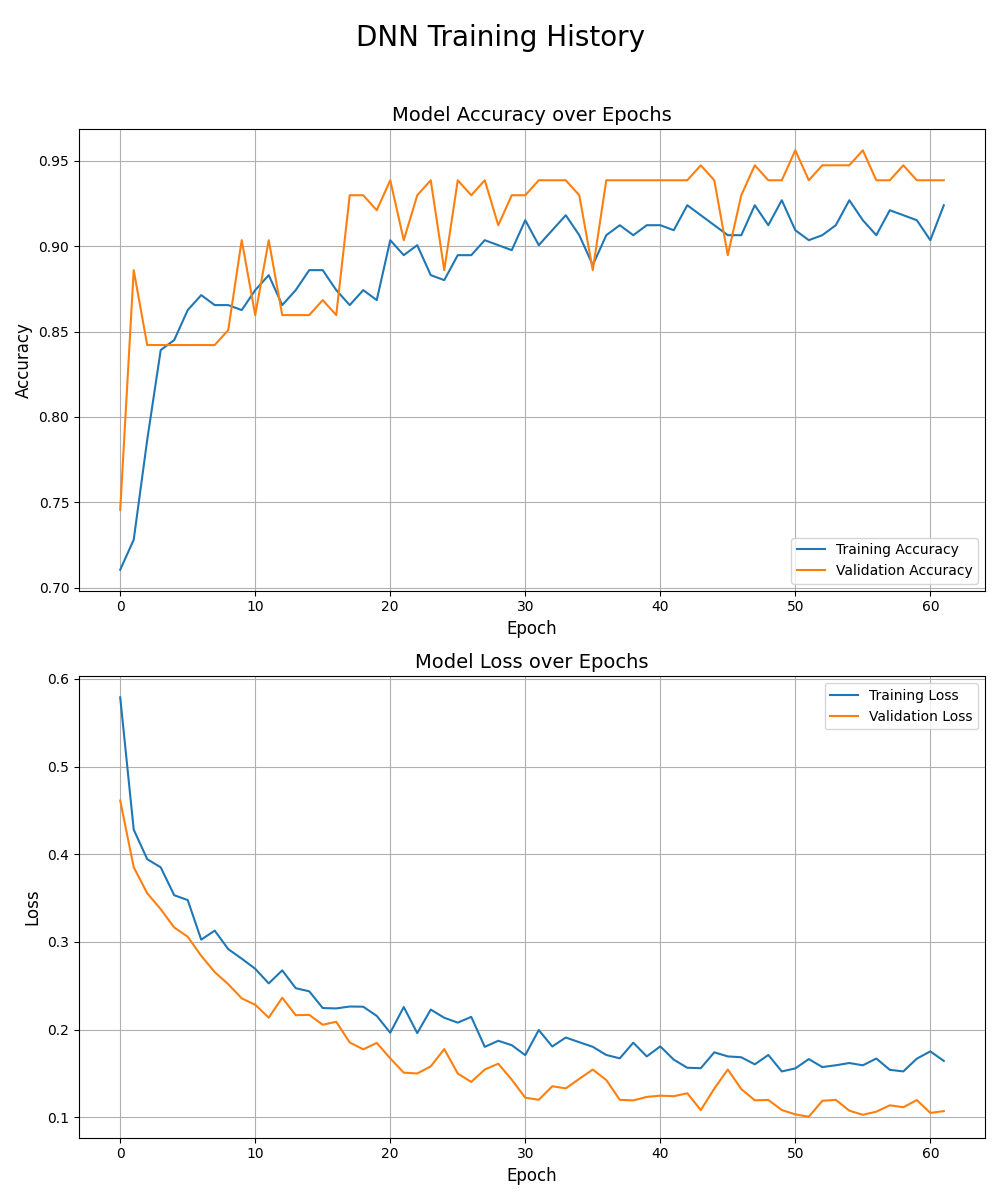 DNN Training History
Model Accuracy over Epochs
0.95
0.90
0.85
0.80
0.75
0.70
Accuracy
Training Accuracy
Validation Accuracy
0 10 20 30 40 50 60
Epoch
Model Loss over Epochs
0.6
0.5
0.4
0.3
0.2
0.1
Loss
Training Loss
Validation Loss
0 10 20 30 40 50 60
Epoch